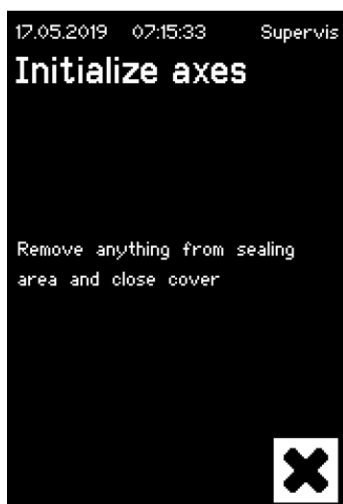 17.05.2019 07:15:33 Supervis
Initialize axes
Remove anything from sealing
area and close cover